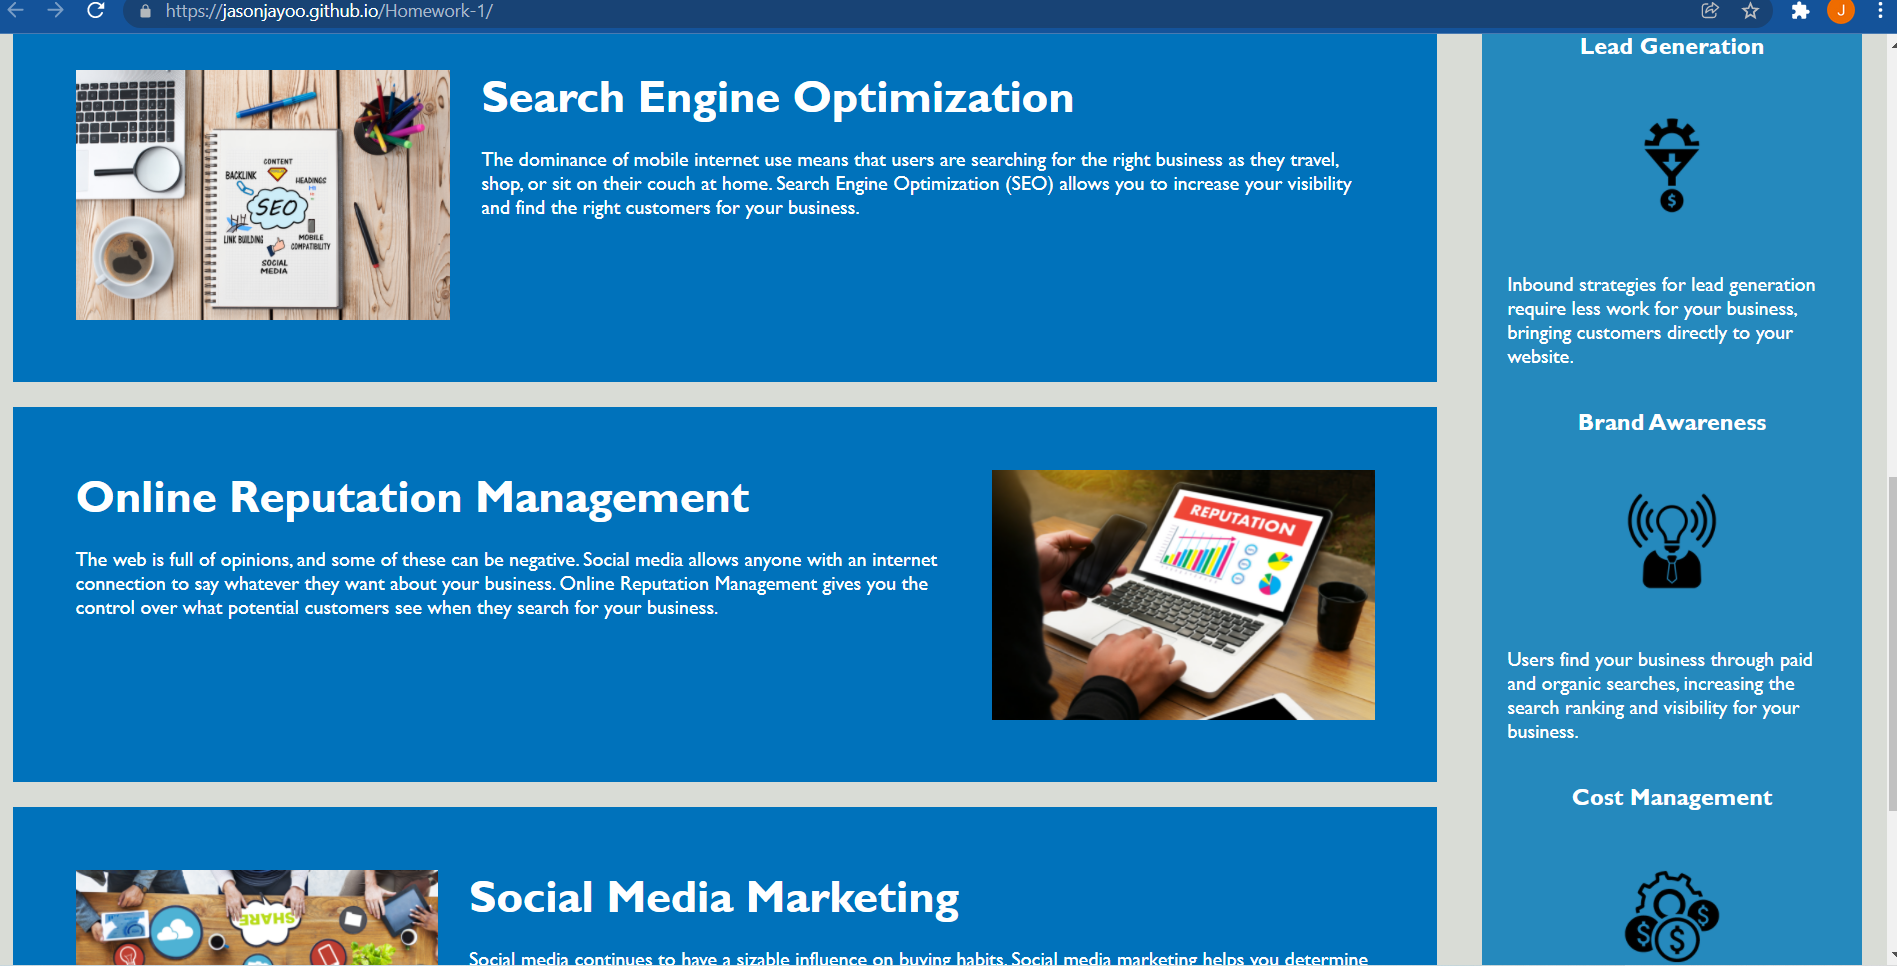 https://jasonjayoo.github.io/Homework-1/
J
Search Engine Optimization
The dominance of mobile internet use means that users are searching for the right business as they travel,
shop, or sit on their couch at home. Search Engine Optimization (SEO) allows you to increase your visibility
and find the right customers for your business.
CONTENT
BACKLINK
HEADINGS
H1
SEO
LINK BUILDING
MOBILE
COMPATIBILITY
SOCIAL
MEDIA
Online Reputation Management
The web is full of opinions, and some of these can be negative. Social media allows anyone with an internet
connection to say whatever they want about your business. Online Reputation Management gives you the
control over what potential customers see when they search for your business.
REPUTATION
SHARE
Social Media Marketing
Social media continues to have a sizable influence on buying habits. Social media marketing helps you determine
Lead Generation
$
Inbound strategies for lead generation
require less work for your business,
bringing customers directly to your
website.
Brand Awareness
Users find your business through paid
and organic searches, increasing the
search ranking and visibility for your
business.
Cost Management
$
$
$